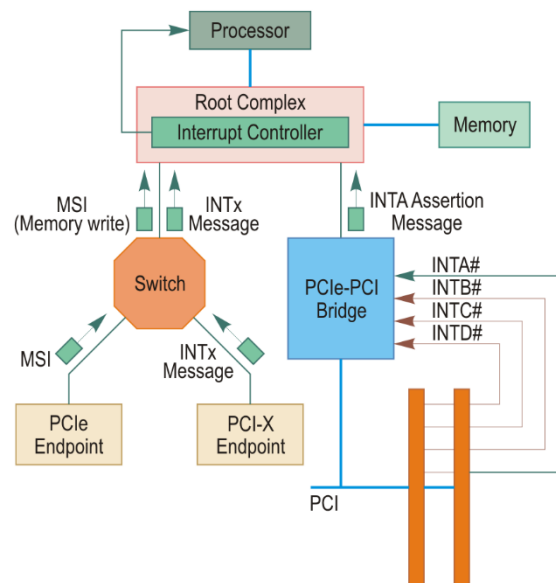 Processor
Root Complex
Interrupt Controller
Memory
MSI
(Memory write)
INTx
Message
INTA Assertion
Message
Switch
PCIe-PCI
Bridge
INTA#
INTB#
INTC#
INTD#
MSI
INTx
Message
PCIe
Endpoint
PCI-X
Endpoint
PCI